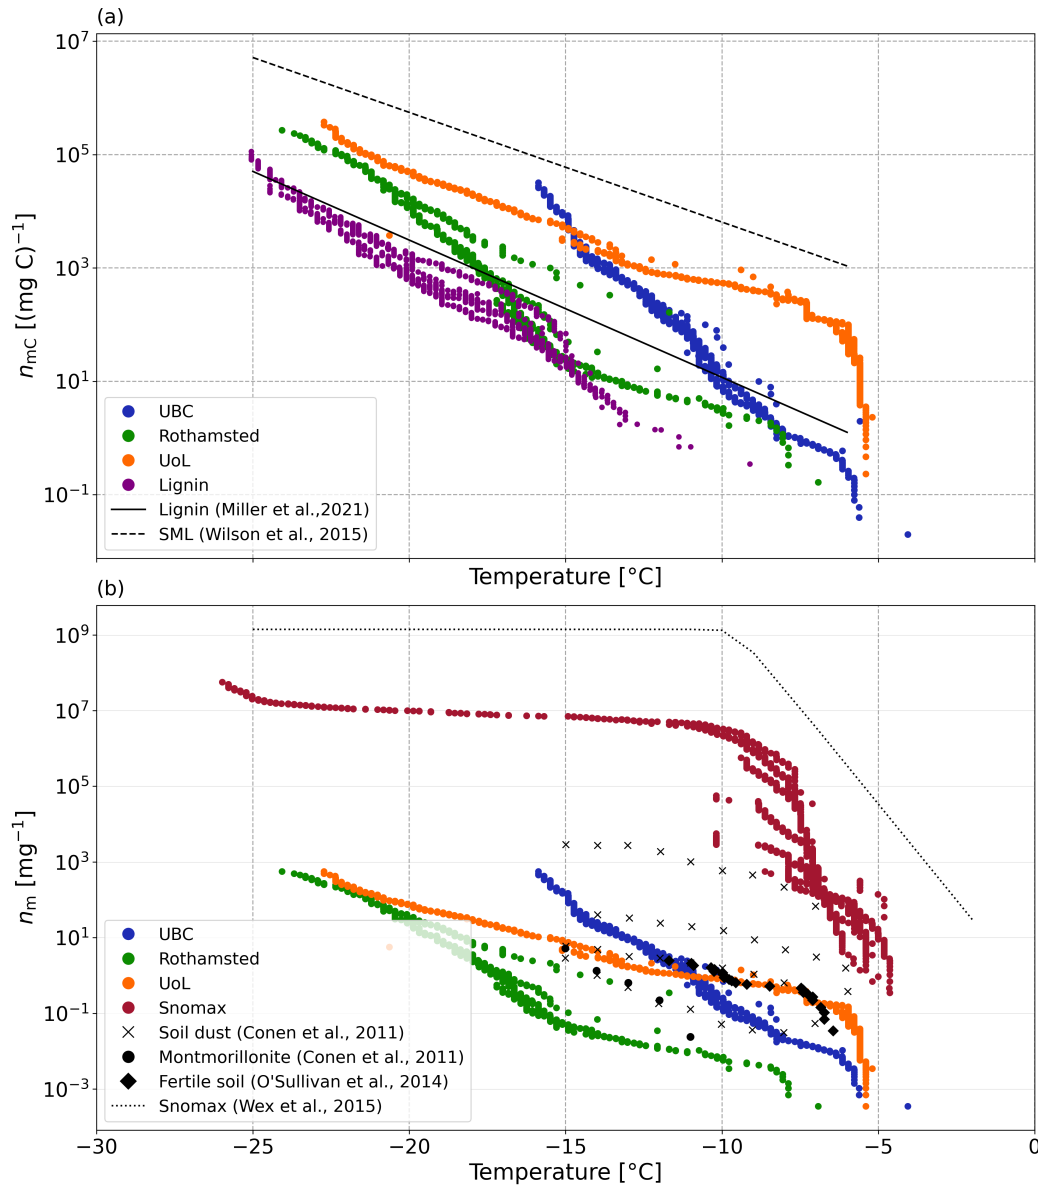 (a)
10^7
10^5
10^3
10^1
10^−1
n_mC [(mg C)^−1]
UBC
Rothamsted
UoL
Lignin
Lignin (Miller et al.,2021)
SML (Wilson et al., 2015)
Temperature [°C]
(b)
10^9
10^7
10^5
10^3
10^1
10^−1
10^−3
n_m [mg^−1]
UBC
Rothamsted
UoL
Snomax
Soil dust (Conen et al., 2011)
Montmorillonite (Conen et al., 2011)
Fertile soil (O'Sullivan et al., 2014)
Snomax (Wex et al., 2015)
−30 −25 −20 −15 −10 −5 0
Temperature [°C]